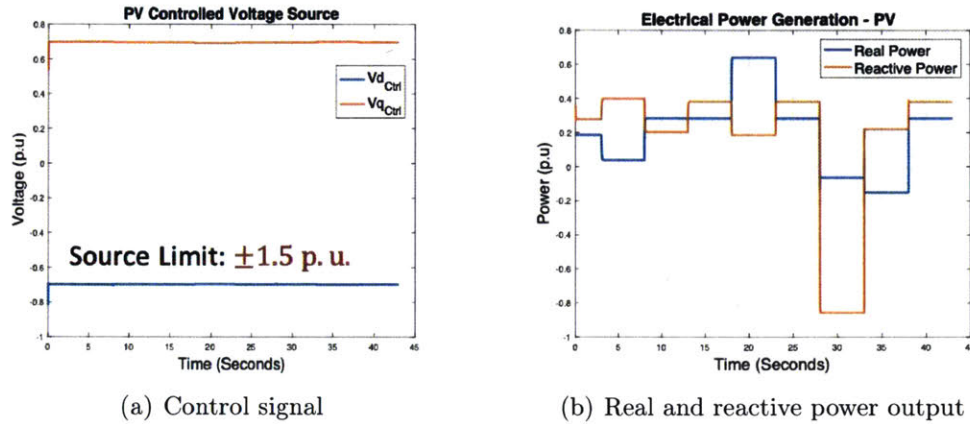 PV Controlled Voltage Source
0.8
0.6
0.4
0.2
0
-0.2
-0.4
-0.6
-0.8
-1
Voltage (p.u)
Vd_Ctrl
Vq_Ctrl
Source Limit: ±1.5 p. u.
0 5 10 15 20 25 30 35 40 45
Time (Seconds)
(a) Control signal
Electrical Power Generation - PV
0.8
0.6
0.4
0.2
0
-0.2
-0.4
-0.6
-0.8
-1
Power (p.u)
Real Power
Reactive Power
0 5 10 15 20 25 30 35 40
Time (Seconds)
(b) Real and reactive power output